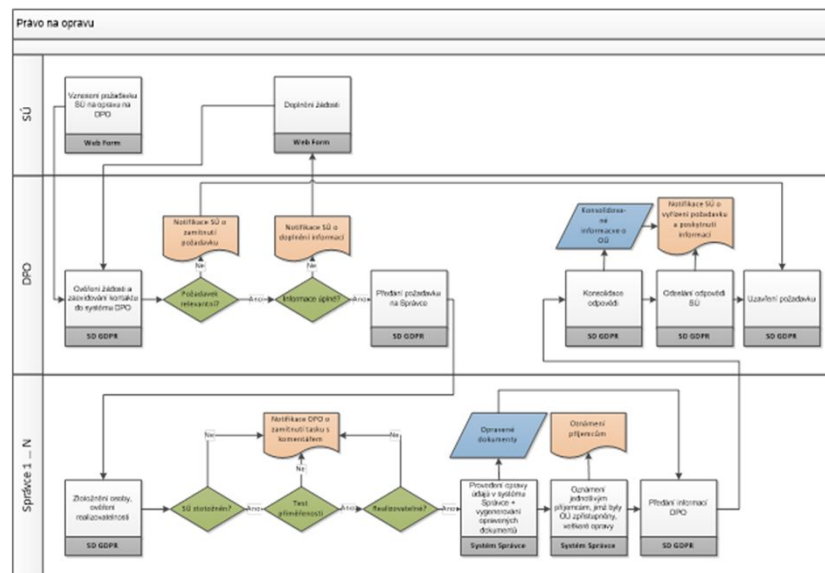 Právo na opravu
SÚ
Vznesení požadavku
SÚ na opravu na
DPO
Web Form
Doplnění žádosti
Web Form
DPO
Notifikace SÚ o
zamítnutí
požadavku
Notifikace SÚ o
doplnění informací
Konsolidova-
né
informace o
OÚ
Notifikace SÚ o
vyřízení požadavku
a poskytnutí
informací
Ne
Ne
Ověření žádosti a
zaevidování kontaktu
do systému DPO
SD GDPR
Požadavek
relevantní?
Ano
Informace úplné?
Ano
Předání požadavku
na Správce
SD GDPR
Konsolidace
odpovědí
SD GDPR
Odeslání odpovědi
SÚ
SD GDPR
Uzavření požadavku
SD GDPR
Správce 1 ... N
Notifikace DPO o
zamítnutí tasku s
komentářem
Ne
Ne
Ne
Opravené
dokumenty
Oznámení
příjemcům
Ztotožnění osoby,
ověření
realizovatelnosti
SD GDPR
SÚ ztotožněn?
Ano
Test
přiměřenosti
Ano
Realizovatelné?
Ano
Provedení opravy
údajů v systému
Správce +
vygenerování
opravených
dokumentů
Systém Správce
Oznámení
jednotlivým
příjemcům, jimž byly
OÚ zpřístupněny,
veškeré opravy
Systém Správce
Předání informací
DPO
SD GDPR